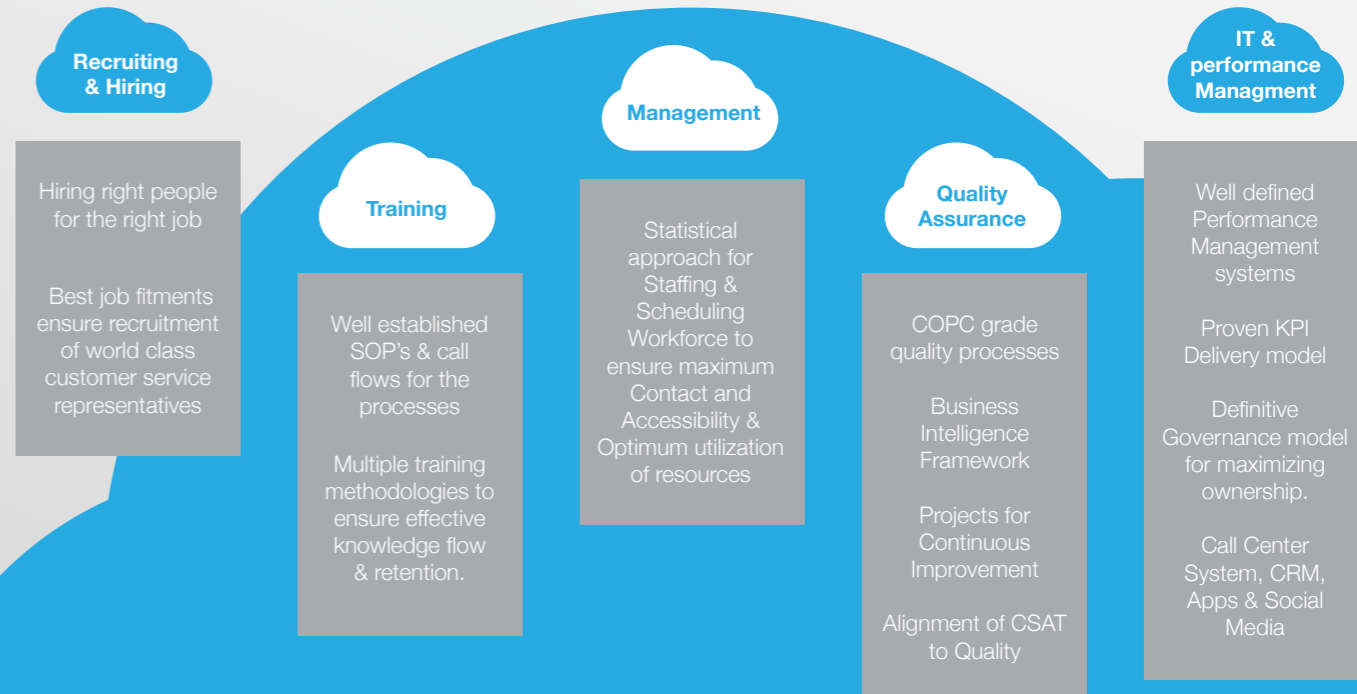 Recruiting
& Hiring
Hiring right people
for the right job
Best job fitments
ensure recruitment
of world class
customer service
representatives
Training
Well established
SOP's & call
flows for the
processes
Multiple training
methodologies to
ensure effective
knowledge flow
& retention.
Management
Statistical
approach for
Staffing &
Scheduling
Workforce to
ensure maximum
Contact and
Accessibility &
Optimum utilization
of resources
Quality
Assurance
COPC grade
quality processes
Business
Intelligence
Framework
Projects for
Continuous
Improvement
Alignment of CSAT
to Quality
IT &
performance
Managment
Well defined
Performance
Management
systems
Proven KPI
Delivery model
Definitive
Governance model
for maximizing
ownership.
Call Center
System, CRM,
Apps & Social
Media